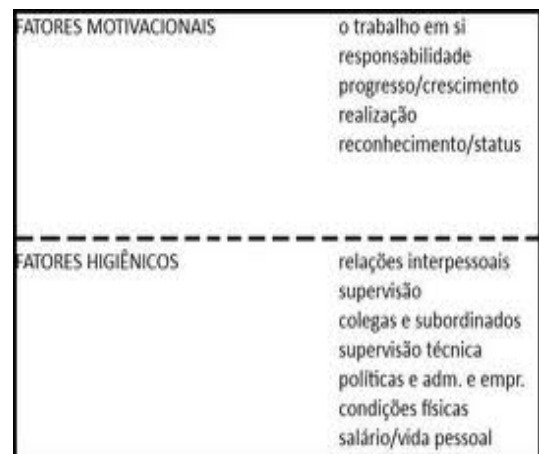 FATORES MOTIVACIONAIS o trabalho em si
responsabilidade
progresso/crescimento
realização
reconhecimento/status
FATORES HIGIÊNICOS relações interpessoais
supervisão
colegas e subordinados
supervisão técnica
políticas e adm. e empr.
condições físicas
salário/vida pessoal